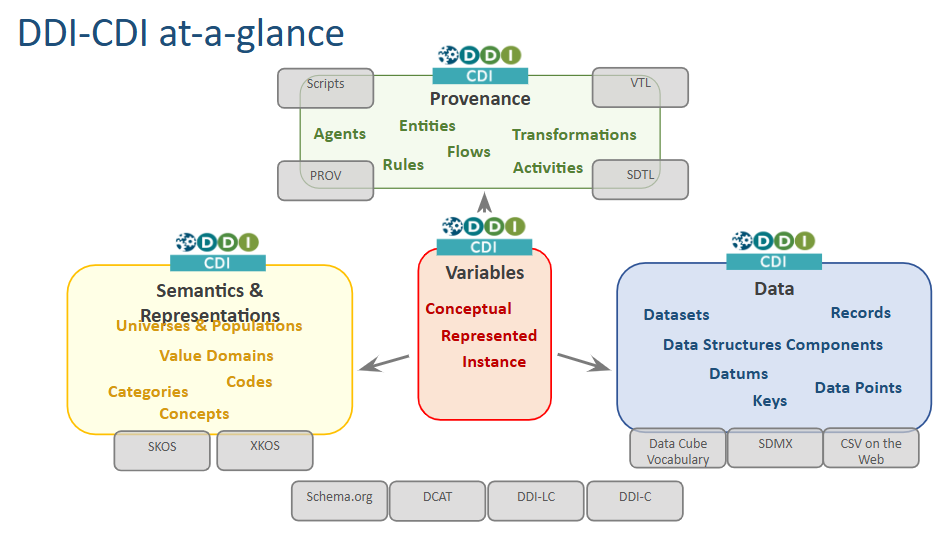 DDI-CDI at-a-glance
DDI
CDI
Scripts
VTL
Provenance
Agents
Entities
Transformations
Flows
Rules
Activities
PROV
SDTL
DDI
CDI
Variables
Conceptual
Represented
Instance
DDI
CDI
Semantics &
Representations
Universes & Populations
Value Domains
Codes
Categories
Concepts
SKOS
XKOS
DDI
CDI
Data
Datasets
Records
Data Structures Components
Datums
Data Points
Keys
Data Cube
Vocabulary
SDMX
CSV on the
Web
Schema.org
DCAT
DDI-LC
DDI-C